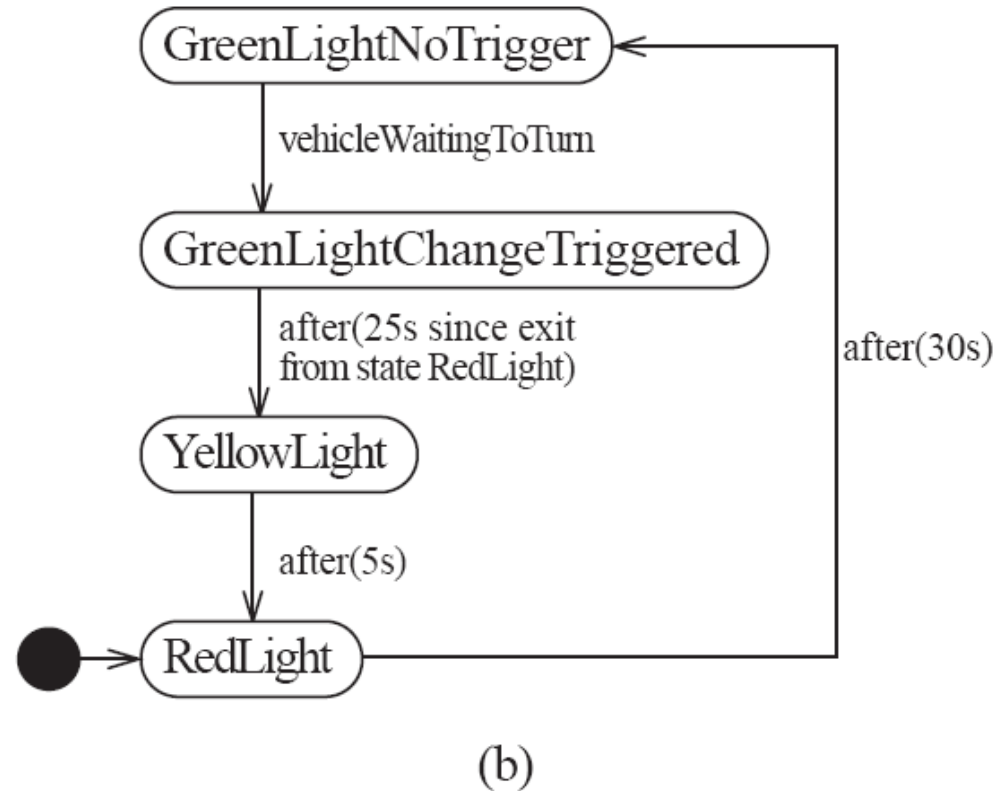 GreenLightNoTrigger
vehicleWaitingToTurn
GreenLightChangeTriggered
after(25s since exit
from state RedLight)
after(30s)
YellowLight
after(5s)
RedLight
(b)